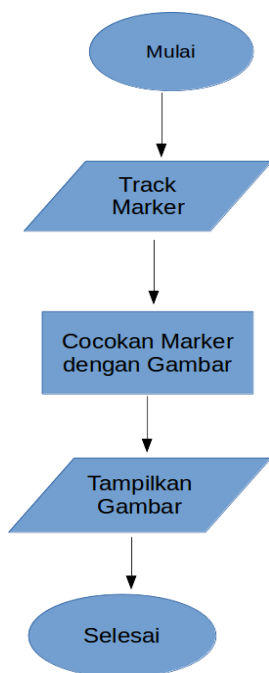 Mulai
Track
Marker
Cocokan Marker
dengan Gambar
Tampilkan
Gambar
Selesai